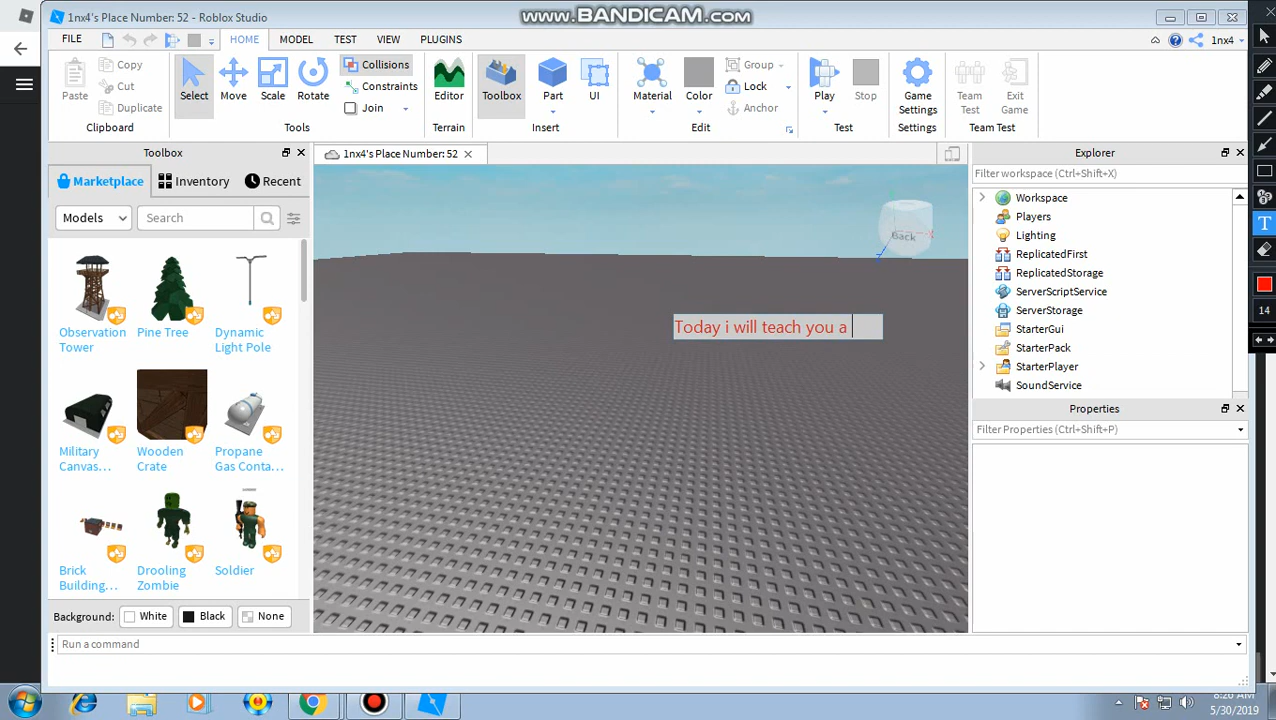 1nx4's Place Number: 52 - Roblox Studio
www.BANDICAM.com
FILE
HOME
MODEL
TEST
VIEW
PLUGINS
1nx4
Paste
Copy
Cut
Duplicate
Clipboard
Select
Move
Scale
Rotate
Collisions
Constraints
Join
Tools
Editor
Terrain
Toolbox
Part
UI
Insert
Material
Color
Group
Lock
Anchor
Edit
Play
Stop
Test
Game Settings
Settings
Team Test
Exit Game
Team Test
Toolbox
Marketplace
Inventory
Recent
Models
Search
Observation Tower
Pine Tree
Dynamic Light Pole
Military Canvas...
Wooden Crate
Propane Gas Conta...
Brick Building...
Drooling Zombie
Soldier
Background:
White
Black
None
1nx4's Place Number: 52
Back
Today i will teach you a
Explorer
Filter workspace (Ctrl+Shift+X)
Workspace
Players
Lighting
ReplicatedFirst
ReplicatedStorage
ServerScriptService
ServerStorage
StarterGui
StarterPack
StarterPlayer
SoundService
Properties
Filter Properties (Ctrl+Shift+P)
T
14
Run a command
8:20 AM
5/30/2019